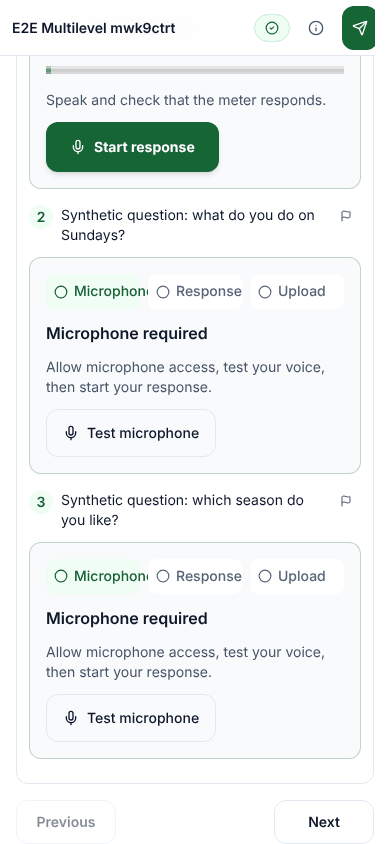 E2E Multilevel mwk9ctrt
Speak and check that the meter responds.
Start response
2
Synthetic question: what do you do on
Sundays?
Microphone
Response
Upload
Microphone required
Allow microphone access, test your voice,
then start your response.
Test microphone
3
Synthetic question: which season do
you like?
Microphone
Response
Upload
Microphone required
Allow microphone access, test your voice,
then start your response.
Test microphone
Previous
Next